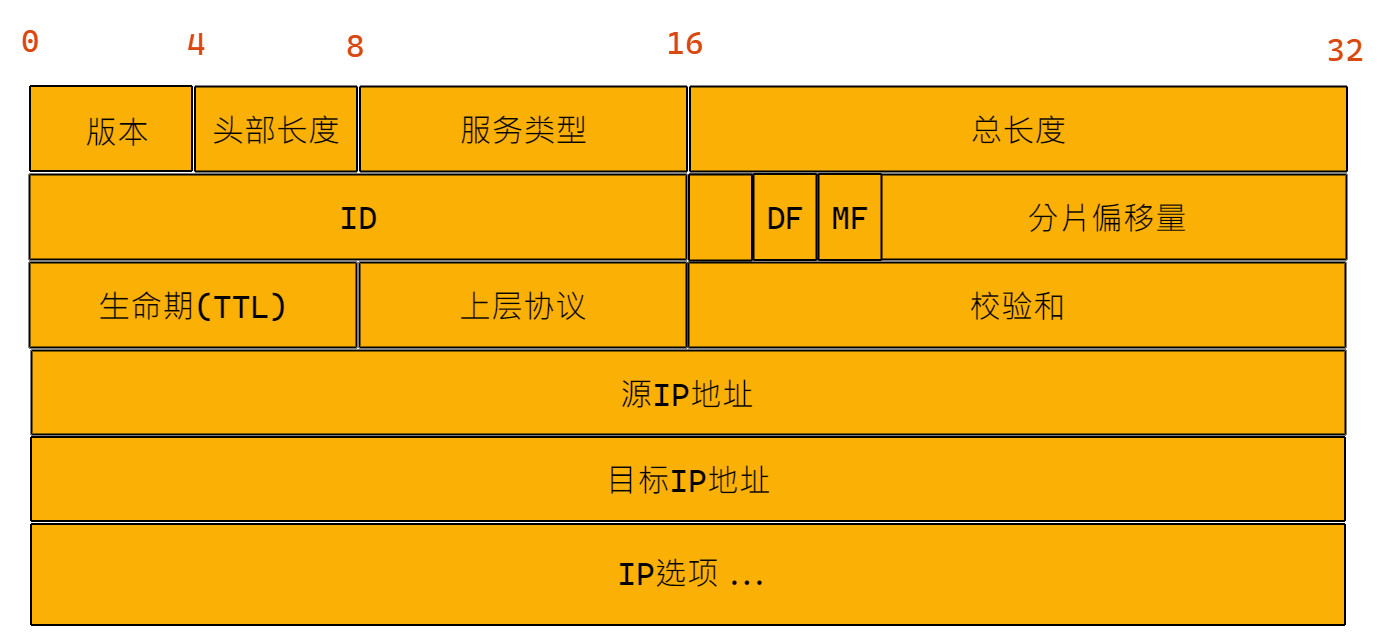 0 4 8 16 32
版本 头部长度 服务类型 总长度
ID DF MF 分片偏移量
生命期(TTL) 上层协议 校验和
源IP地址
目标IP地址
IP选项 ...